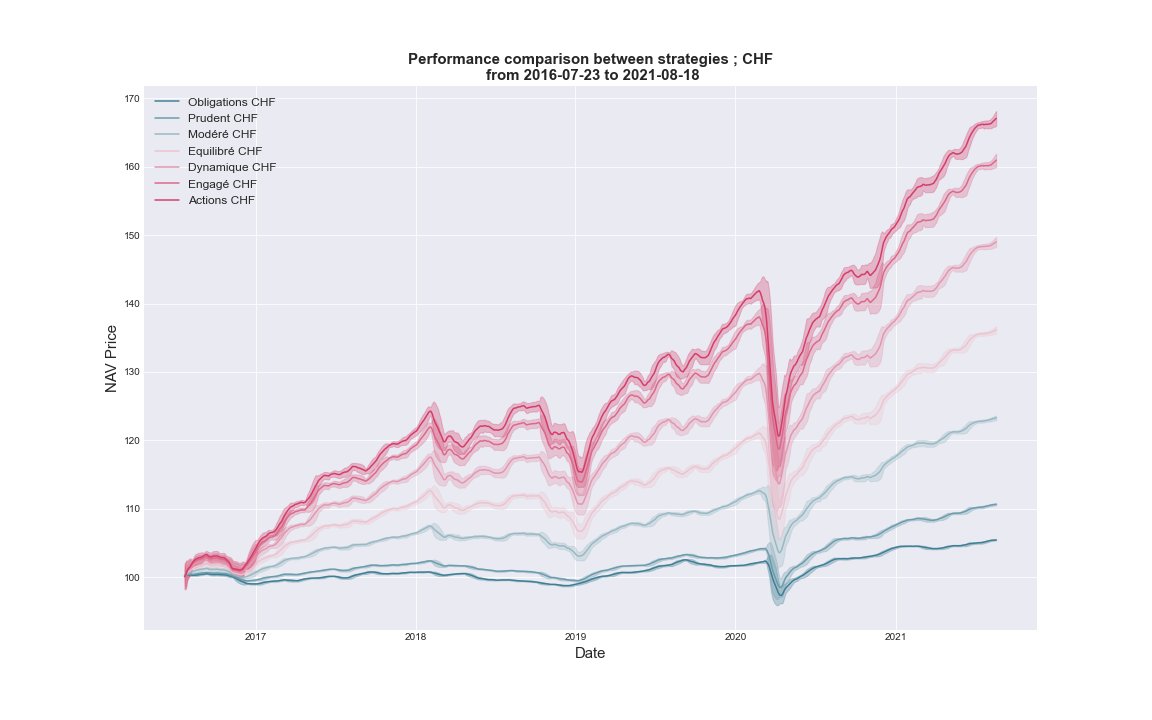 Performance comparison between strategies ; CHF
from 2016-07-23 to 2021-08-18
170
160
150
140
130
120
110
100
NAV Price
Obligations CHF
Prudent CHF
Modéré CHF
Equilibré CHF
Dynamique CHF
Engagé CHF
Actions CHF
2017 2018 2019 2020 2021
Date